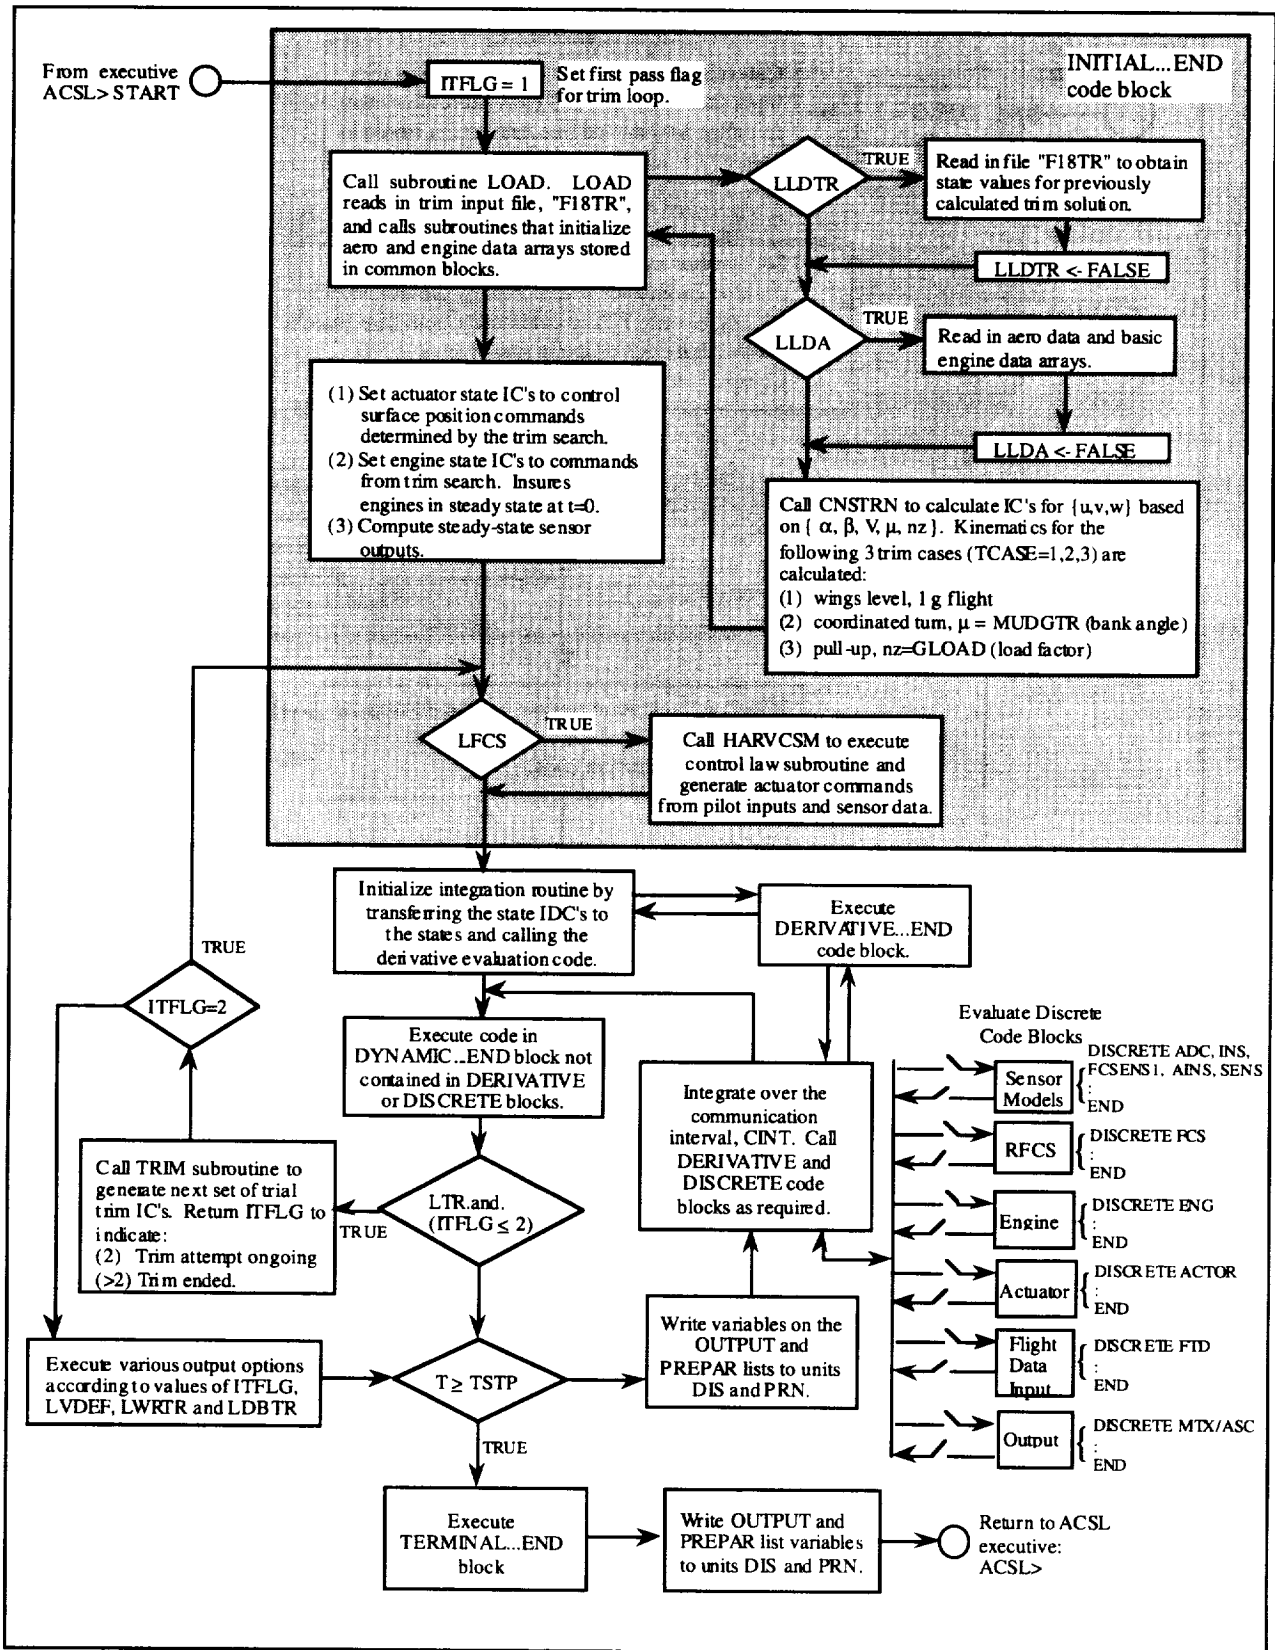 From executive
ACSL> START
ITFLG = 1
Set first pass flag
for trim loop.
INITIAL...END
code block
Call subroutine LOAD. LOAD
reads in trim input file, "F18TR",
and calls subroutines that initialize
aero and engine data arrays stored
in common blocks.
LLDTR
TRUE
Read in file "F18TR" to obtain
state values for previously
calculated trim solution.
LLDTR <- FALSE
LLDA
TRUE
Read in aero data and basic
engine data arrays.
LLDA <- FALSE
(1) Set actuator state IC's to control
surface position commands
determined by the trim search.
(2) Set engine state IC's to commands
from trim search. Insures
engines in steady state at t=0.
(3) Compute steady-state sensor
outputs.
Call CNSTRN to calculate IC's for {u,v,w} based
on { α, β, V, μ, nz }. Kinematics for the
following 3 trim cases (TCASE=1,2,3) are
calculated:
(1) wings level, 1 g flight
(2) coordinated turn, μ = MUDGTR (bank angle)
(3) pull-up, nz=GLOAD (load factor)
LFCS
TRUE
Call HARVCSM to execute
control law subroutine and
generate actuator commands
from pilot inputs and sensor data.
Initialize integration routine by
transferring the state IDC's to
the states and calling the
derivative evaluation code.
Execute
DERIVATIVE...END
code block.
TRUE
ITFLG=2
Execute code in
DYNAMIC...END block not
contained in DERIVATIVE
or DISCRETE blocks.
Integrate over the
communication
interval, CINT. Call
DERIVATIVE and
DISCRETE code
blocks as required.
Evaluate Discrete
Code Blocks
Sensor
Models
DISCRETE ADC, INS,
FCSENS1, AINS, SENS
:
END
RFCS
DISCRETE FCS
:
END
Engine
DISCRETE ENG
:
END
Actuator
DISCRETE ACTOR
:
END
Flight
Data
Input
DISCRETE FTD
:
END
Output
DISCRETE MTX/ASC
:
END
Call TRIM subroutine to
generate next set of trial
trim IC's. Return ITFLG to
indicate:
(2) Trim attempt ongoing
(>2) Trim ended.
TRUE
LTR.and.
(ITFLG ≤ 2)
Execute various output options
according to values of ITFLG,
LVDEF, LWRTR and LDBTR
T ≥ TSTP
Write variables on the
OUTPUT and
PREPAR lists to units
DIS and PRN.
TRUE
Execute
TERMINAL...END
block
Write OUTPUT and
PREPAR list variables
to units DIS and PRN.
Return to ACSL
executive:
ACSL>